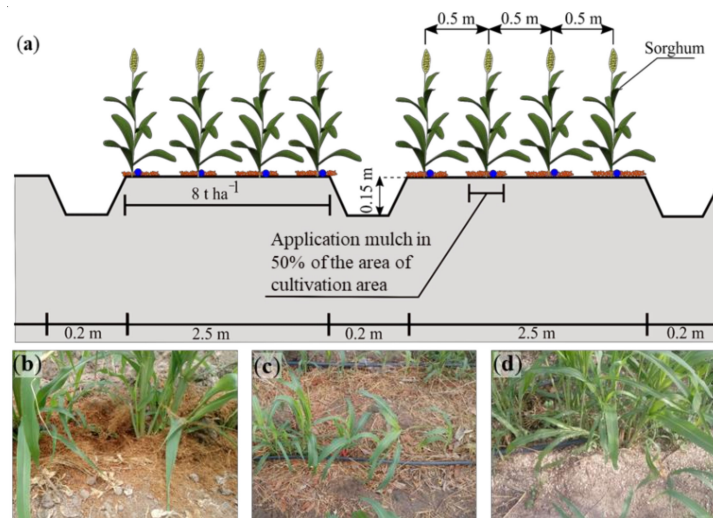 (a)
0.5 m 0.5 m 0.5 m
Sorghum
8 t ha⁻¹
0.15 m
Application mulch in
50% of the area of
cultivation area
0.2 m 2.5 m 0.2 m 2.5 m 0.2 m
(b) (c) (d)